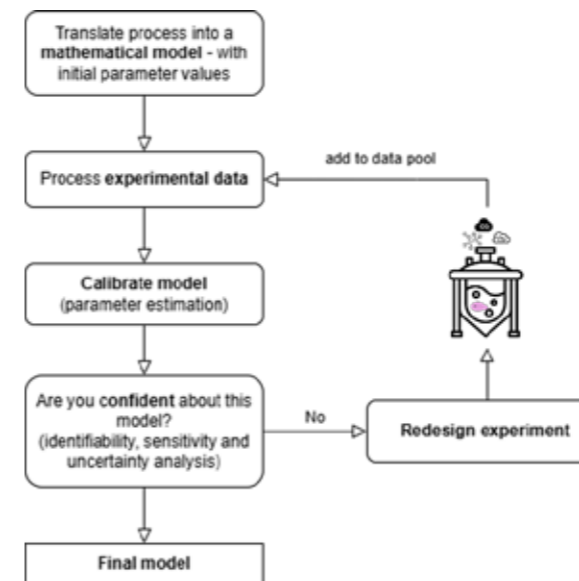 Translate process into a
mathematical model - with
initial parameter values
add to data pool
Process experimental data
Calibrate model
(parameter estimation)
Are you confident about this
model?
(identifiability, sensitivity and
uncertainty analysis)
No
Redesign experiment
Final model